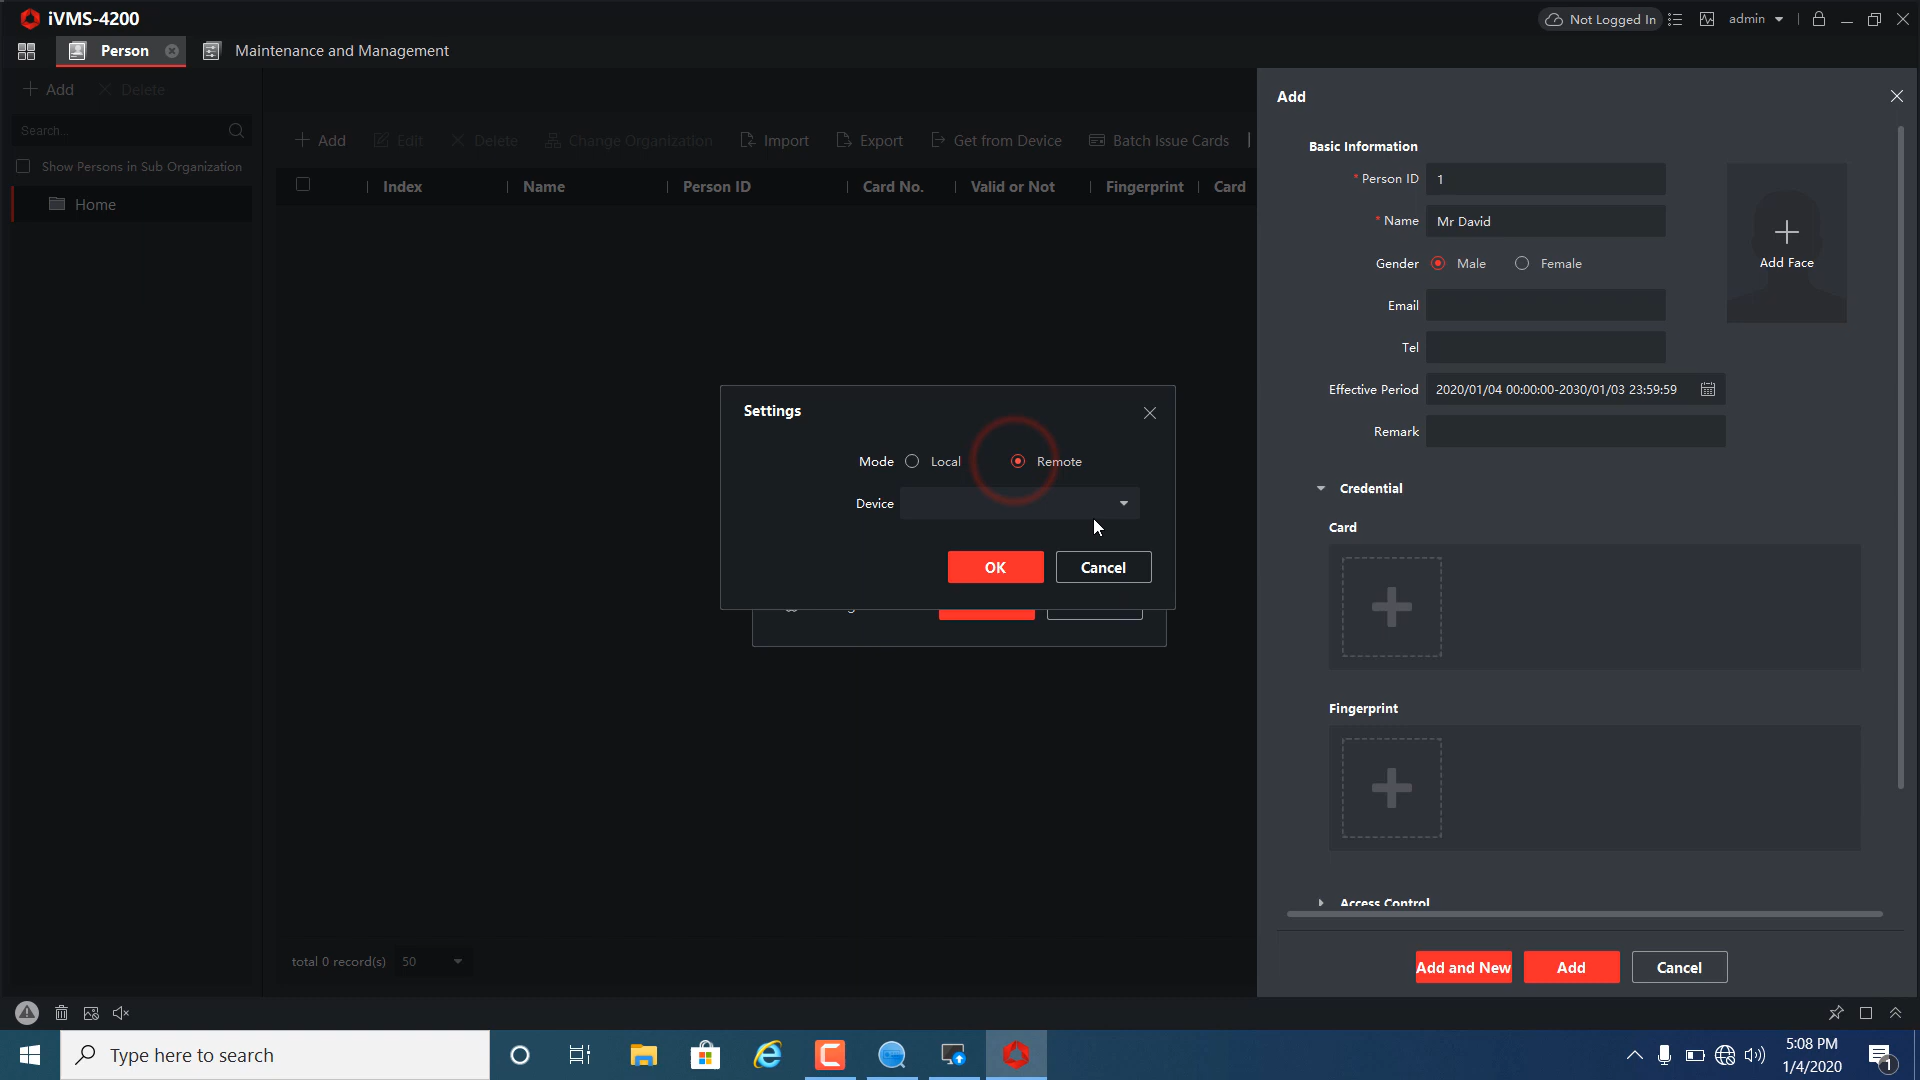 iVMS-4200
Not Logged In
admin
Person
Maintenance and Management
Add
Delete
Search...
Show Persons in Sub Organization
Home
Add
Edit
Delete
Change Organization
Import
Export
Get from Device
Batch Issue Cards
Index
Name
Person ID
Card No.
Valid or Not
Fingerprint
Card
total 0 record(s)
50
Settings
Mode
Local
Remote
Device
OK
Cancel
Add
Basic Information
* Person ID
1
* Name
Mr David
Gender
Male
Female
Email
Tel
Effective Period
2020/01/04 00:00:00-2030/01/03 23:59:59
Remark
Add Face
Credential
Card
Fingerprint
Access Control
Add and New
Add
Cancel
Type here to search
5:08 PM
1/4/2020
1